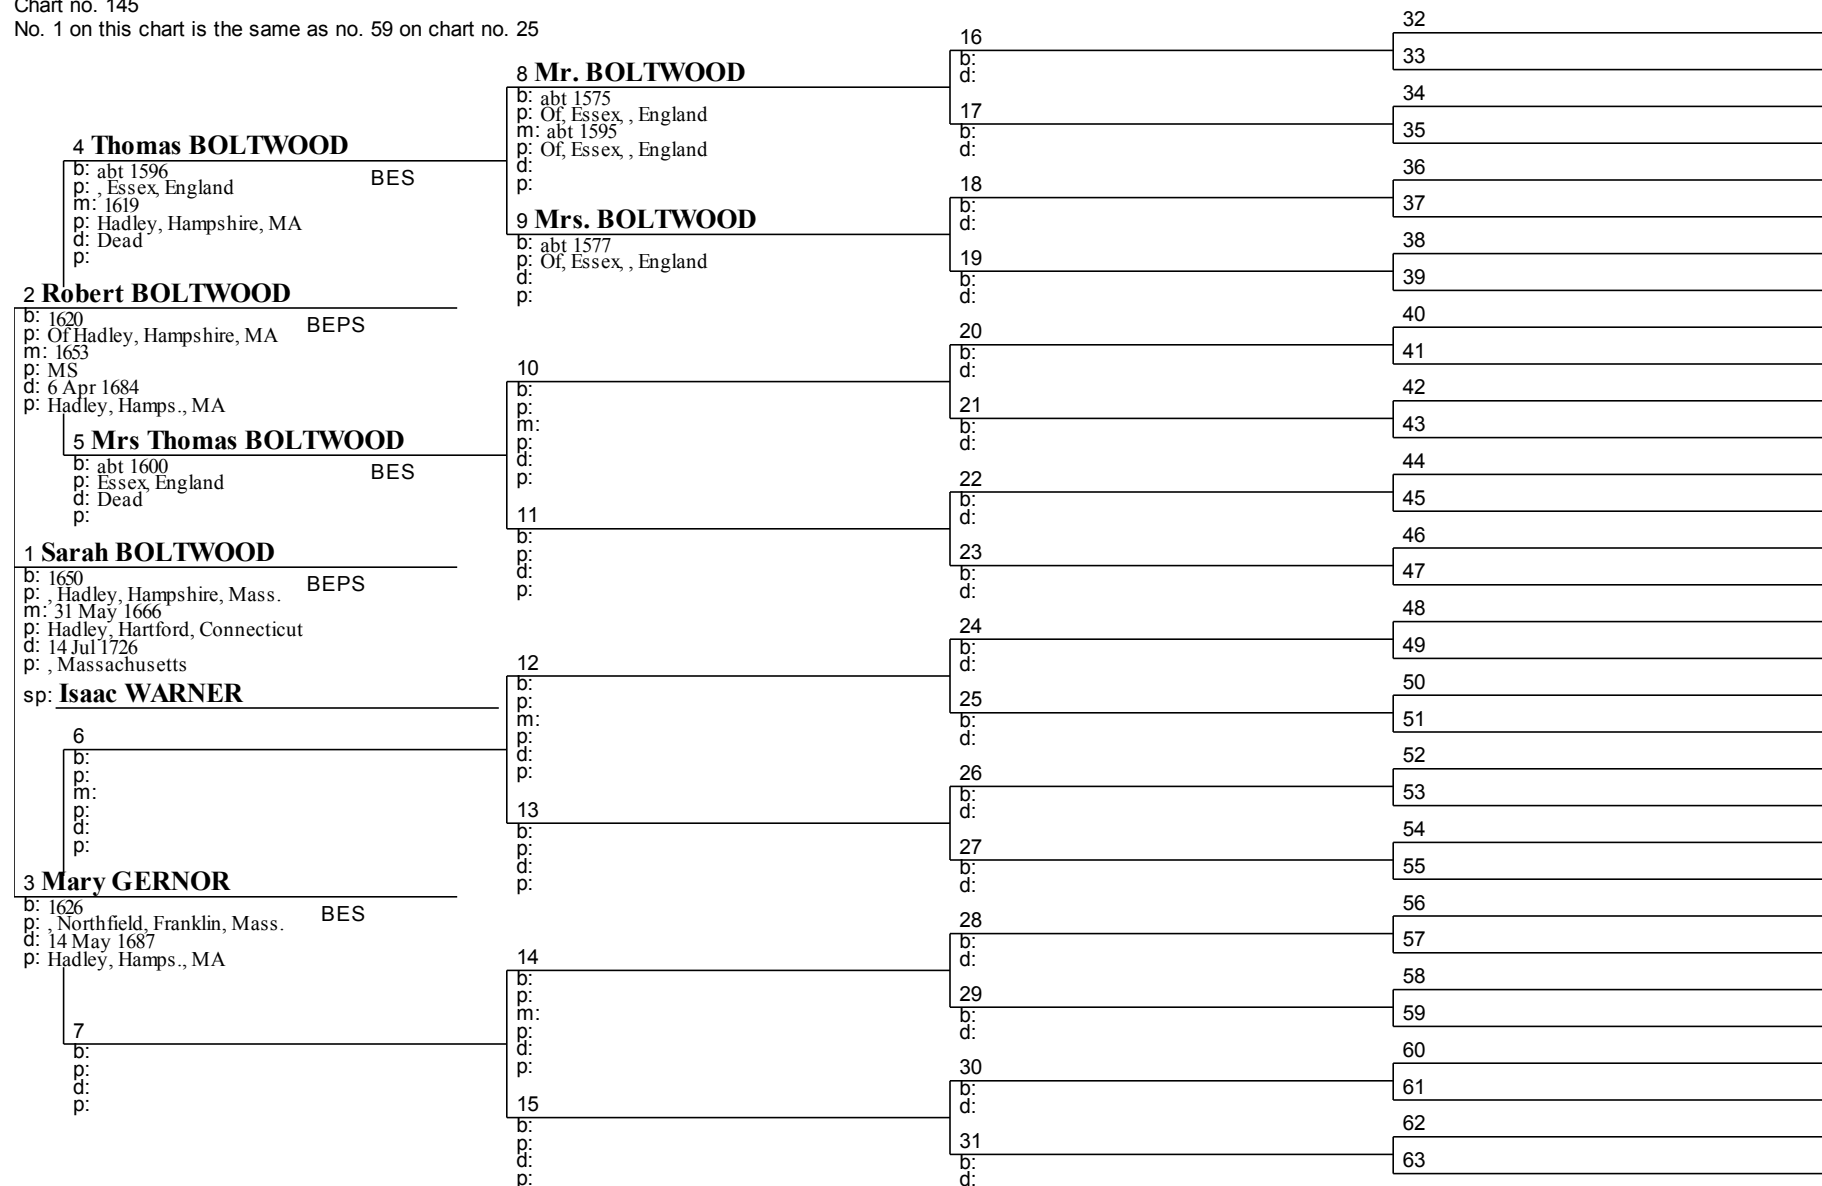 Chart no. 145
No. 1 on this chart is the same as no. 59 on chart no. 25
4 Thomas BOLTWOOD
b: abt 1596
BES
p: , Essex, England
m: 1619
p: Hadley, Hampshire, MA
d: Dead
p:
2 Robert BOLTWOOD
b: 1620
BEPS
p: Of Hadley, Hampshire, MA
m: 1653
p: MS
d: 6 Apr 1684
p: Hadley, Hamps., MA
5 Mrs Thomas BOLTWOOD
b: abt 1600
BES
p: Essex, England
d: Dead
p:
1 Sarah BOLTWOOD
b: 1650
BEPS
p: , Hadley, Hampshire, Mass.
m: 31 May 1666
p: Hadley, Hartford, Connecticut
d: 14 Jul 1726
p: , Massachusetts
sp: Isaac WARNER
6
b:
p:
m:
p:
d:
p:
3 Mary GERNOR
b: 1626
BES
p: , Northfield, Franklin, Mass.
d: 14 May 1687
p: Hadley, Hamps., MA
7
b:
p:
d:
p:
8 Mr. BOLTWOOD
b: abt 1575
p: Of, Essex, , England
m: abt 1595
p: Of, Essex, , England
d:
p:
9 Mrs. BOLTWOOD
b: abt 1577
p: Of, Essex, , England
d:
p:
10
b:
p:
m:
p:
d:
p:
11
b:
p:
d:
p:
12
b:
p:
m:
p:
d:
p:
13
b:
p:
d:
p:
14
b:
p:
m:
p:
d:
p:
15
b:
p:
d:
p:
16
b:
d:
17
b:
d:
18
b:
d:
19
b:
d:
20
b:
d:
21
b:
d:
22
b:
d:
23
b:
d:
24
b:
d:
25
b:
d:
26
b:
d:
27
b:
d:
28
b:
d:
29
b:
d:
30
b:
d:
31
b:
d:
32
33
34
35
36
37
38
39
40
41
42
43
44
45
46
47
48
49
50
51
52
53
54
55
56
57
58
59
60
61
62
63